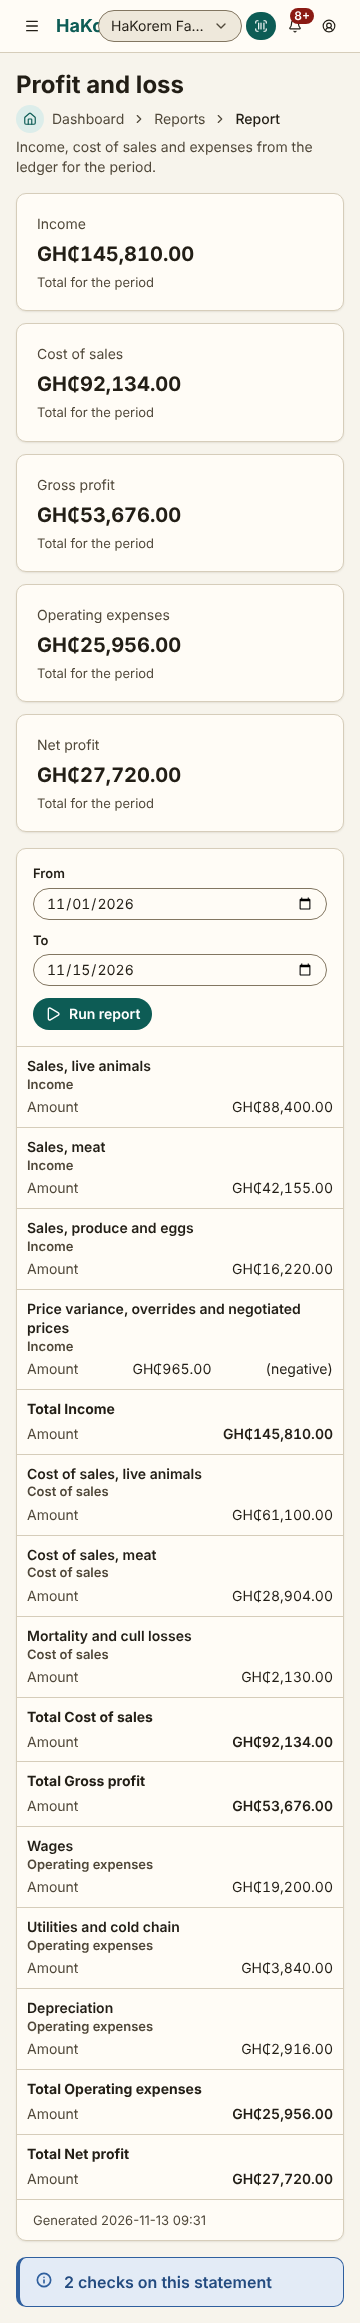 HaKo
HaKorem Fa...
8+
Profit and loss
Dashboard > Reports > Report
Income, cost of sales and expenses from the
ledger for the period.
Income
GH₵145,810.00
Total for the period
Cost of sales
GH₵92,134.00
Total for the period
Gross profit
GH₵53,676.00
Total for the period
Operating expenses
GH₵25,956.00
Total for the period
Net profit
GH₵27,720.00
Total for the period
From
11/01/2026
To
11/15/2026
Run report
Sales, live animals
Income
Amount GH₵88,400.00
Sales, meat
Income
Amount GH₵42,155.00
Sales, produce and eggs
Income
Amount GH₵16,220.00
Price variance, overrides and negotiated
prices
Income
Amount GH₵965.00 (negative)
Total Income
Amount GH₵145,810.00
Cost of sales, live animals
Cost of sales
Amount GH₵61,100.00
Cost of sales, meat
Cost of sales
Amount GH₵28,904.00
Mortality and cull losses
Cost of sales
Amount GH₵2,130.00
Total Cost of sales
Amount GH₵92,134.00
Total Gross profit
Amount GH₵53,676.00
Wages
Operating expenses
Amount GH₵19,200.00
Utilities and cold chain
Operating expenses
Amount GH₵3,840.00
Depreciation
Operating expenses
Amount GH₵2,916.00
Total Operating expenses
Amount GH₵25,956.00
Total Net profit
Amount GH₵27,720.00
Generated 2026-11-13 09:31
2 checks on this statement